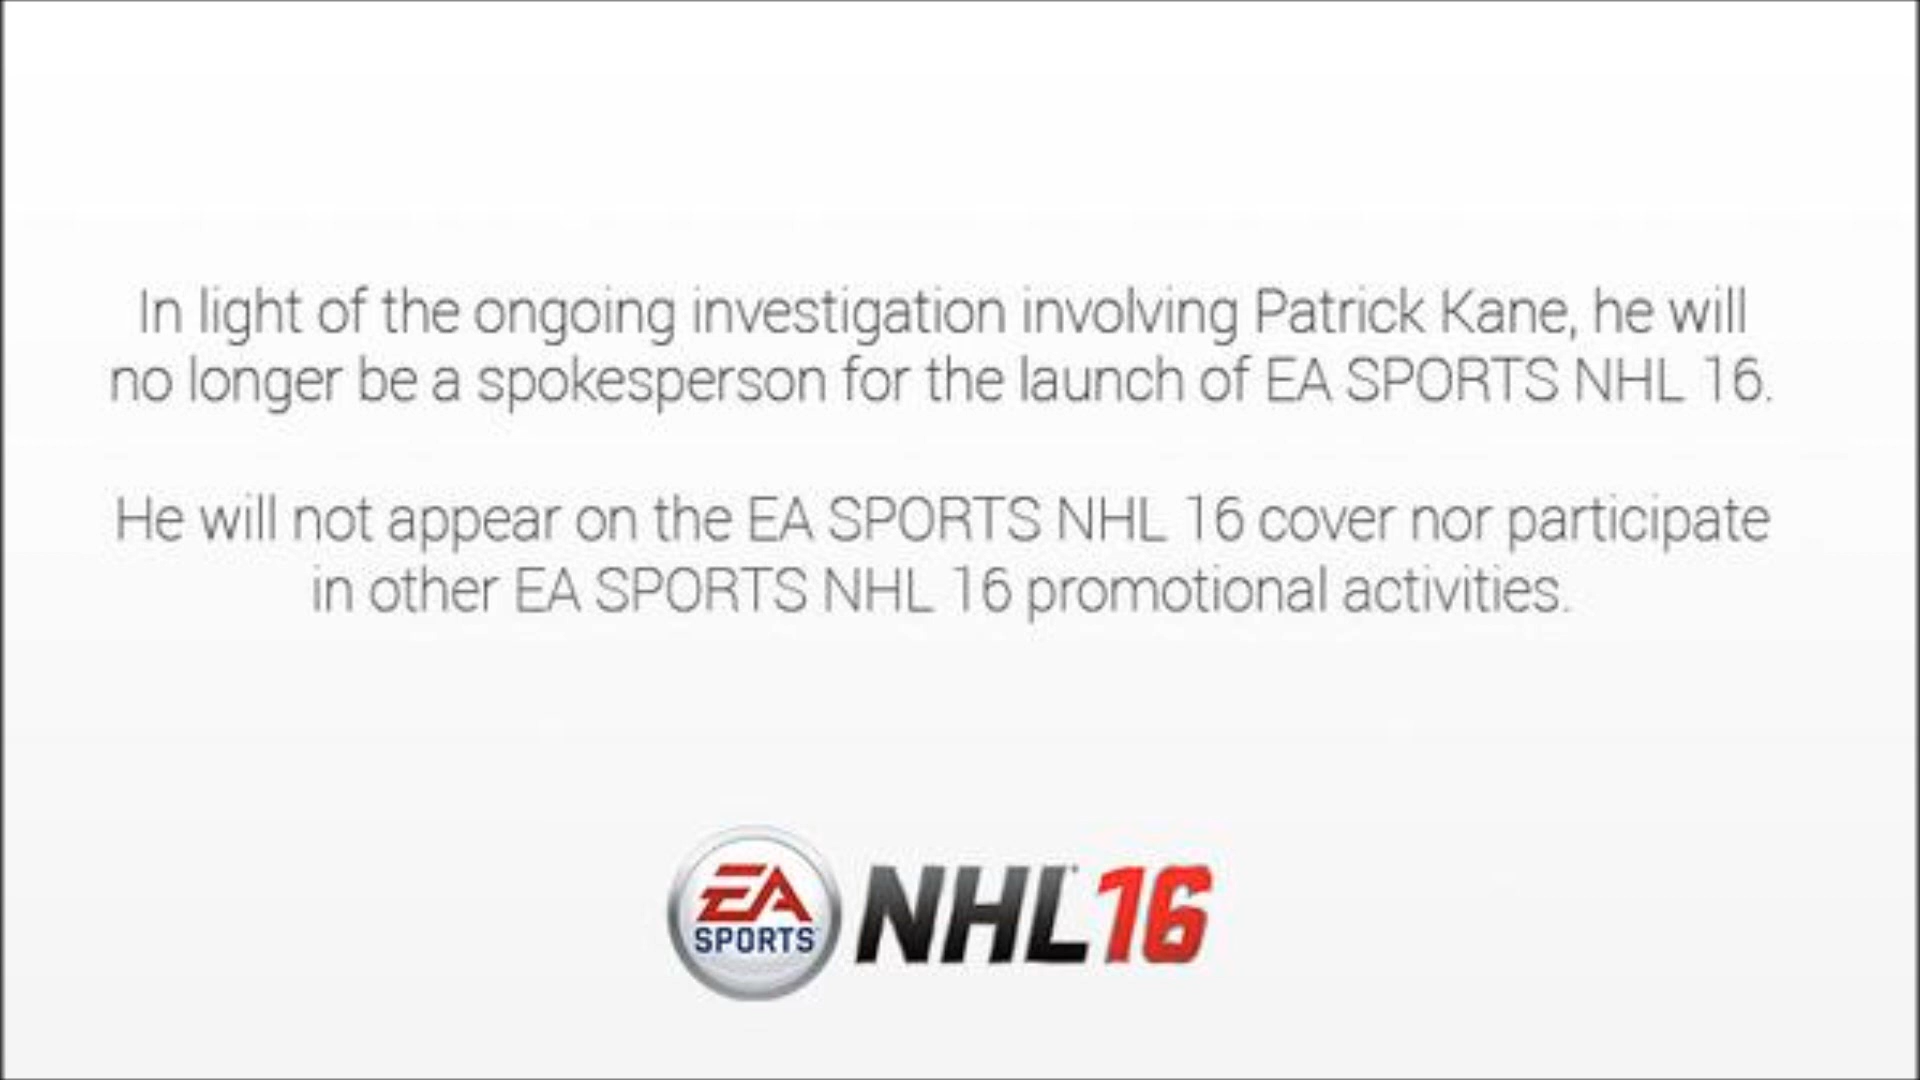 In light of the ongoing investigation involving Patrick Kane, he will
no longer be a spokesperson for the launch of EA SPORTS NHL 16.
He will not appear on the EA SPORTS NHL 16 cover nor participate
in other EA SPORTS NHL 16 promotional activities.
EA
SPORTS
NHL 16